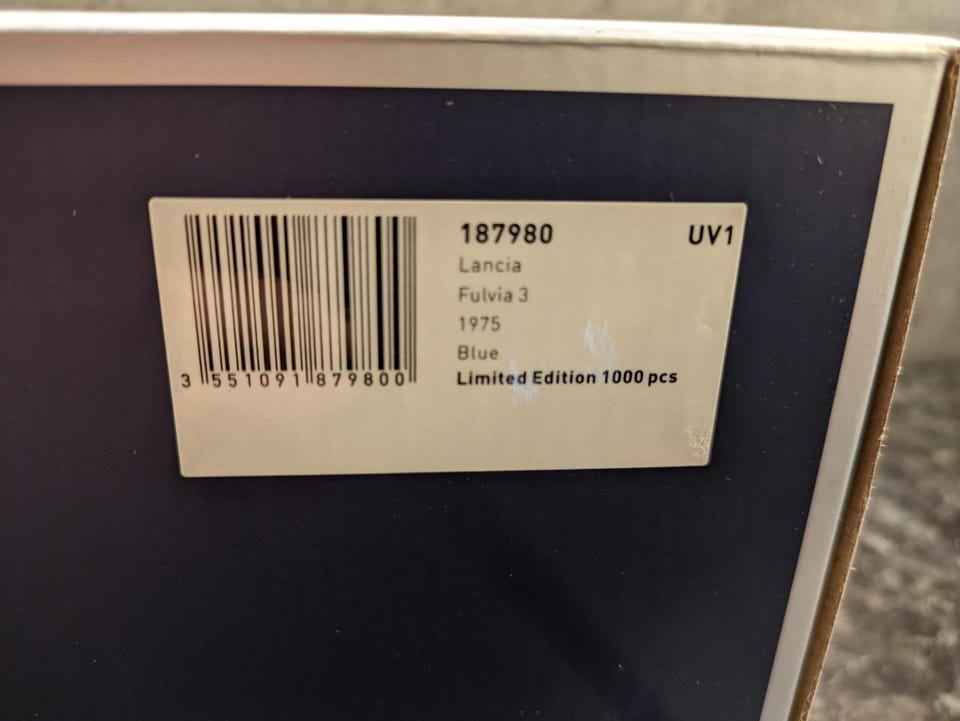 187980 UV1
Lancia
Fulvia 3
1975
Blue
Limited Edition 1000 pcs
3 551091 879800